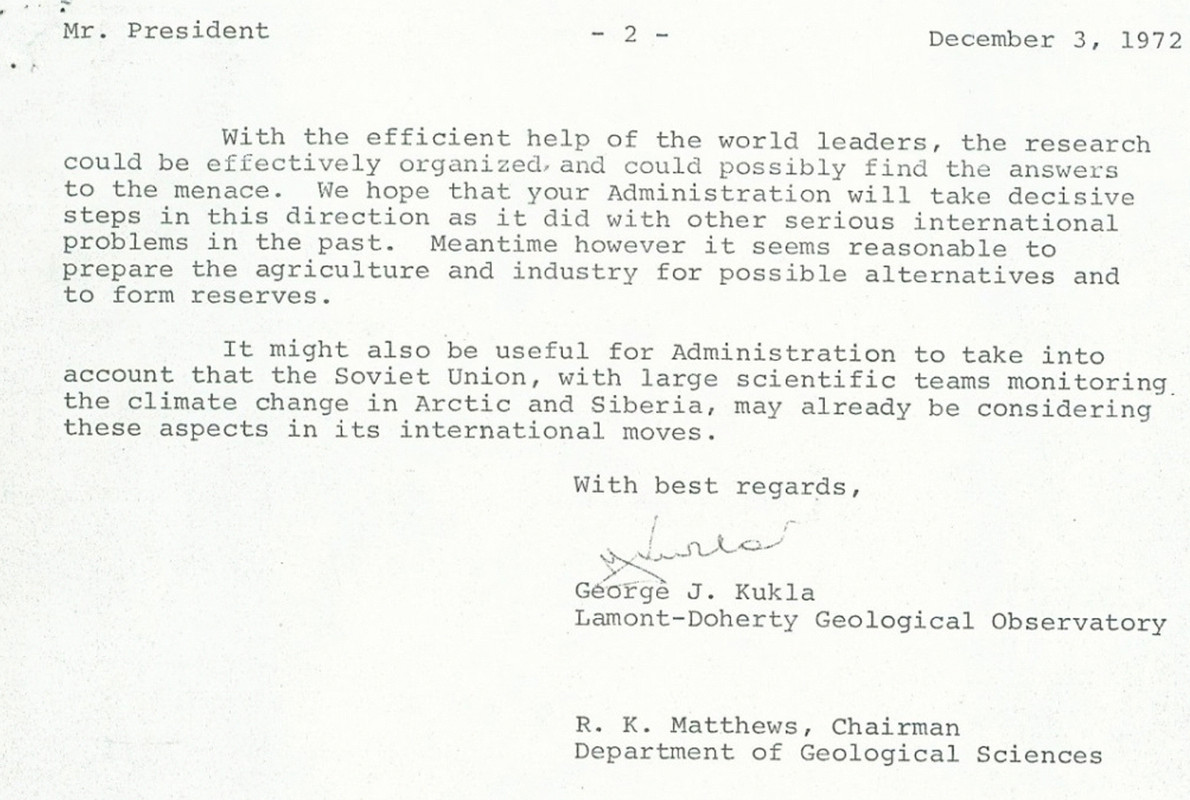 Mr. President - 2 - December 3, 1972
With the efficient help of the world leaders, the research
could be effectively organized, and could possibly find the answers
to the menace. We hope that your Administration will take decisive
steps in this direction as it did with other serious international
problems in the past. Meantime however it seems reasonable to
prepare the agriculture and industry for possible alternatives and
to form reserves.
It might also be useful for Administration to take into
account that the Soviet Union, with large scientific teams monitoring
the climate change in Arctic and Siberia, may already be considering
these aspects in its international moves.
With best regards,
George J. Kukla
Lamont-Doherty Geological Observatory
R. K. Matthews, Chairman
Department of Geological Sciences